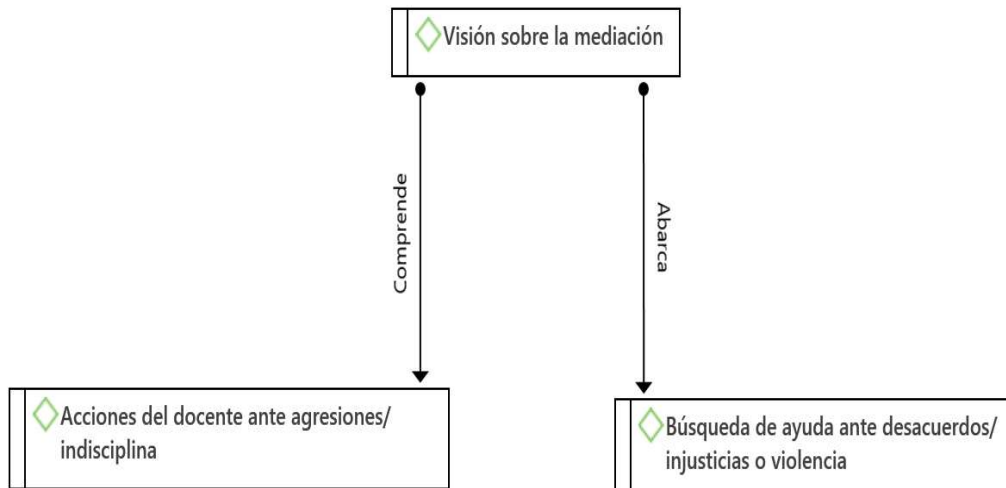 Visión sobre la mediación
Comprende
Abarca
Acciones del docente ante agresiones/
indisciplina
Búsqueda de ayuda ante desacuerdos/
injusticias o violencia